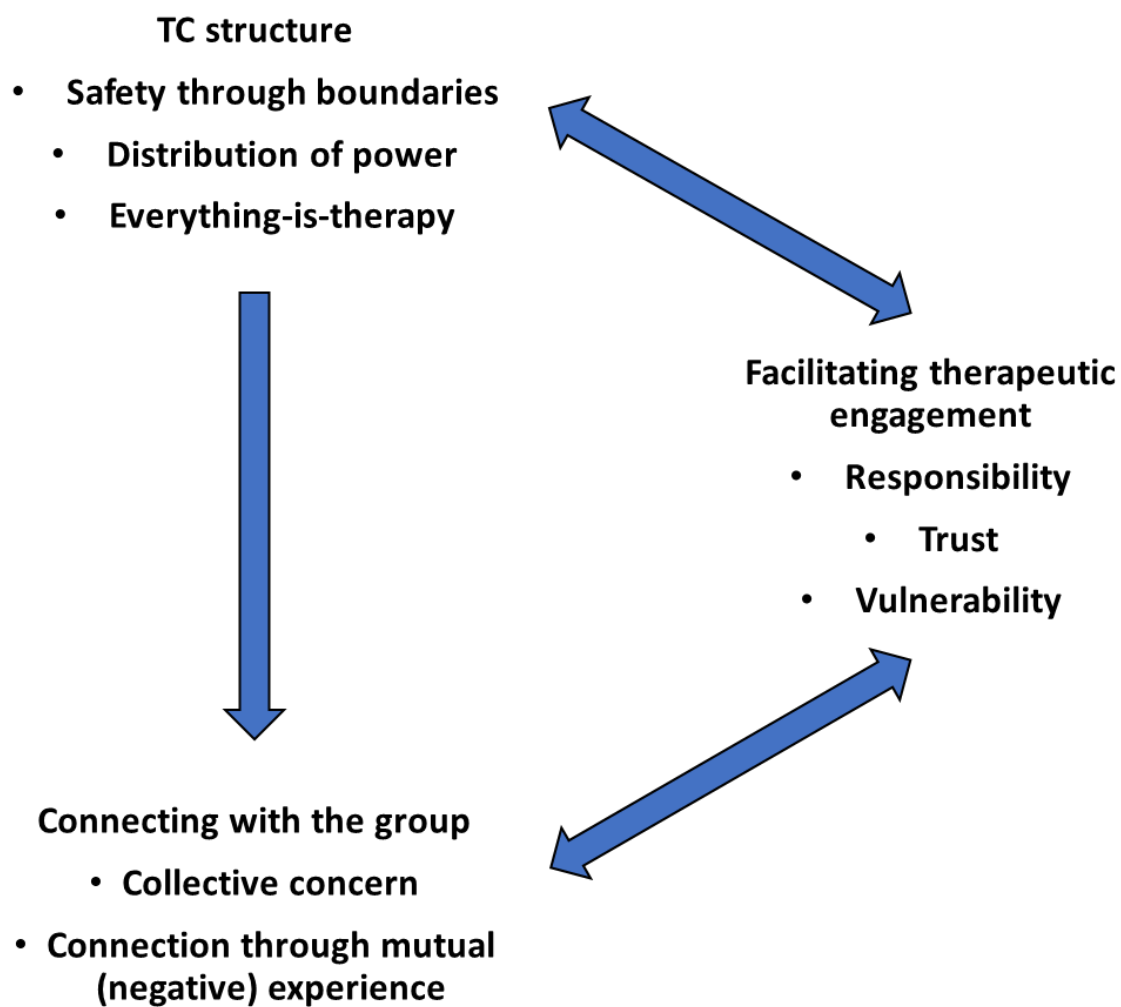 TC structure
• Safety through boundaries
• Distribution of power
• Everything-is-therapy
Facilitating therapeutic
engagement
• Responsibility
• Trust
• Vulnerability
Connecting with the group
• Collective concern
• Connection through mutual
(negative) experience